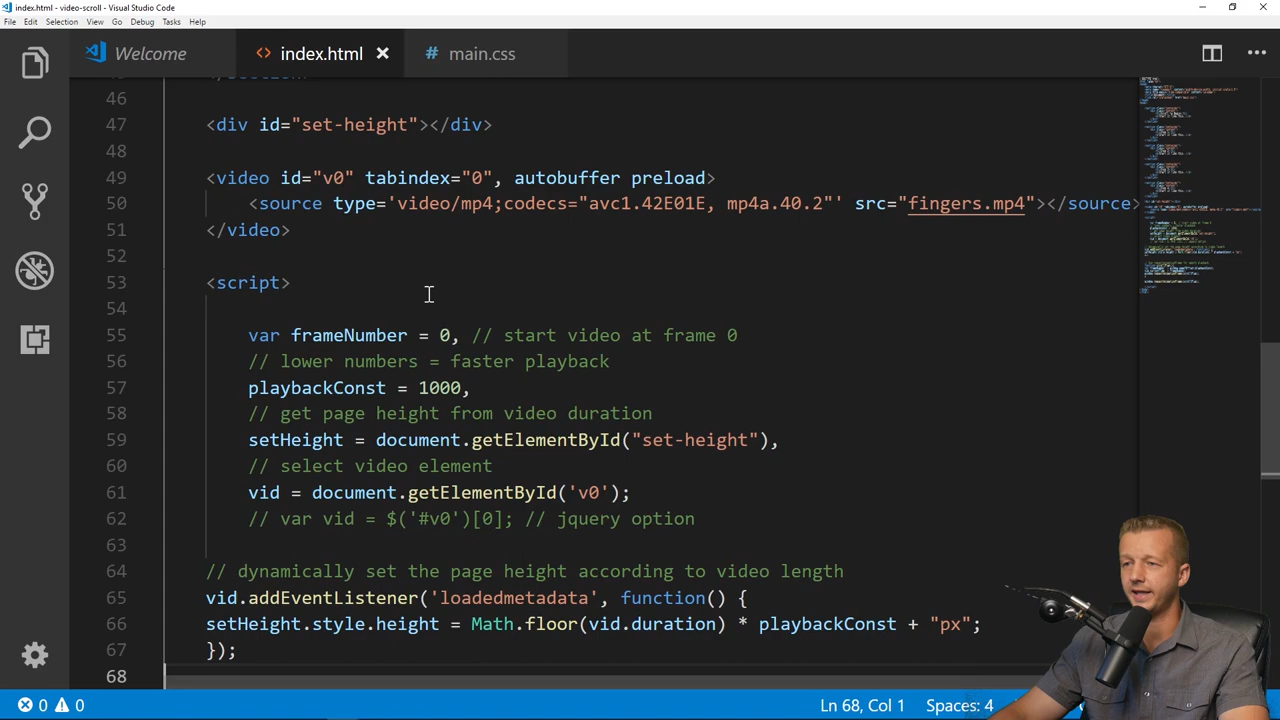 index.html - video-scroll - Visual Studio Code
File Edit Selection View Go Debug Tasks Help
Welcome <> index.html # main.css
46
47 <div id="set-height"></div>
48
49 <video id="v0" tabindex="0", autobuffer preload>
50 <source type='video/mp4;codecs="avc1.42E01E, mp4a.40.2"' src="fingers.mp4"></source>
51 </video>
52
53 <script>
54
55 var frameNumber = 0, // start video at frame 0
56 // lower numbers = faster playback
57 playbackConst = 1000,
58 // get page height from video duration
59 setHeight = document.getElementById("set-height"),
60 // select video element
61 vid = document.getElementById('v0');
62 // var vid = $('#v0')[0]; // jquery option
63
64 // dynamically set the page height according to video length
65 vid.addEventListener('loadedmetadata', function() {
66 setHeight.style.height = Math.floor(vid.duration) * playbackConst + "px";
67 });
68
0 0 Ln 68, Col 1 Spaces: 4